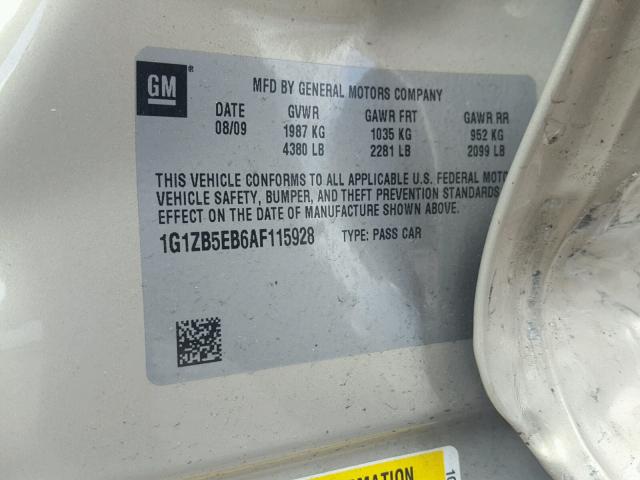 GM
MFD BY GENERAL MOTORS COMPANY
DATE GVWR GAWR FRT GAWR RR
08/09 1987 KG 1035 KG 952 KG
4380 LB 2281 LB 2099 LB
THIS VEHICLE CONFORMS TO ALL APPLICABLE U.S. FEDERAL MOTO
VEHICLE SAFETY, BUMPER, AND THEFT PREVENTION STANDARDS
EFFECT ON THE DATE OF MANUFACTURE SHOWN ABOVE.
1G1ZB5EB6AF115928 TYPE: PASS CAR